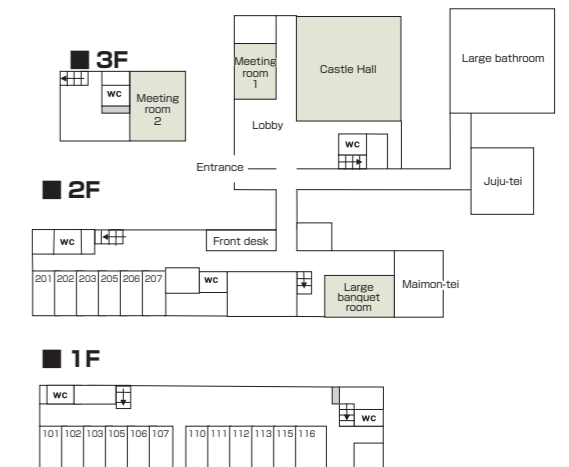 ■ 3F
WC
Meeting
room
2
Meeting
room
1
Castle Hall
Large bathroom
Lobby
WC
Entrance
Juju-tei
■ 2F
WC
Front desk
201 202 203 205 206 207
WC
Large
banquet
room
Maimon-tei
■ 1F
WC
WC
101 102 103 105 106 107
110 111 112 113 115 116